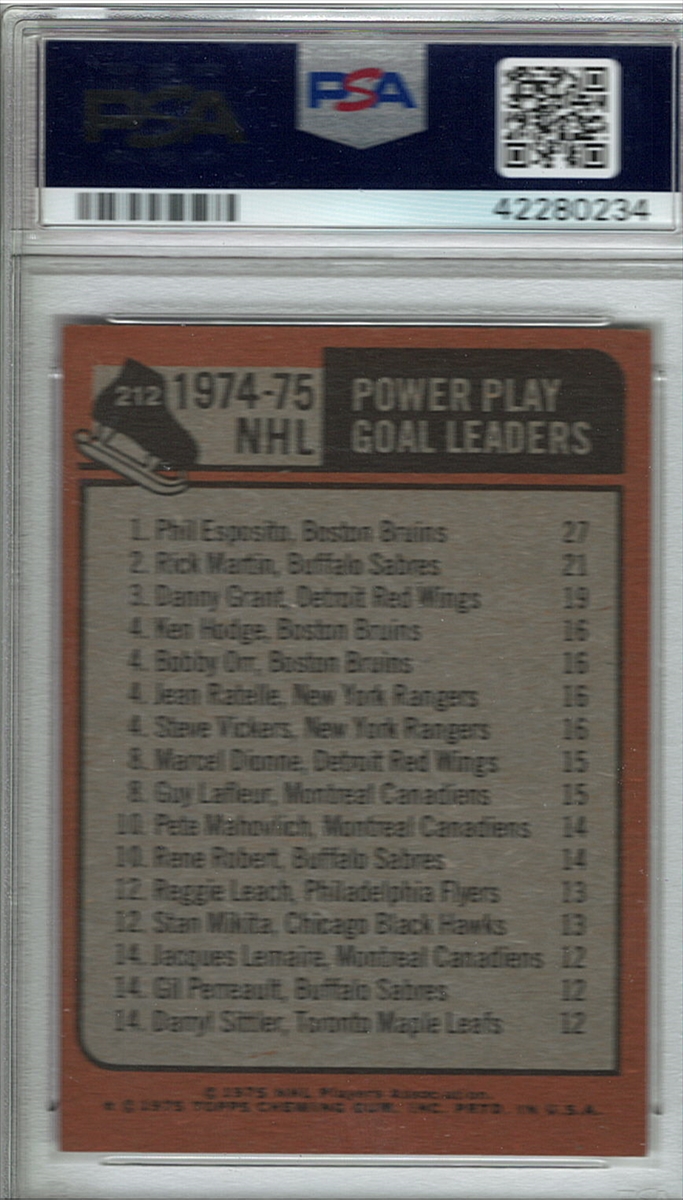 PSA
PSA
42280234
212 1974-75 NHL
POWER PLAY
GOAL LEADERS
1. Phil Esposito, Boston Bruins 27
2. Rick Martin, Buffalo Sabres 21
3. Danny Grant, Detroit Red Wings 19
4. Ken Hodge, Boston Bruins 16
4. Bobby Orr, Boston Bruins 16
4. Jean Ratelle, New York Rangers 16
4. Steve Vickers, New York Rangers 16
8. Marcel Dionne, Detroit Red Wings 15
8. Guy Lafleur, Montreal Canadiens 15
10. Pete Mahovlich, Montreal Canadiens 14
10. Rene Robert, Buffalo Sabres 14
12. Reggie Leach, Philadelphia Flyers 13
12. Stan Mikita, Chicago Black Hawks 13
14. Jacques Lemaire, Montreal Canadiens 12
14. Gil Perreault, Buffalo Sabres 12
14. Darryl Sittler, Toronto Maple Leafs 12
© 1975 NHL Players Association.
© 1975 TOPPS CHEWING GUM, INC. PRTD. IN U.S.A.